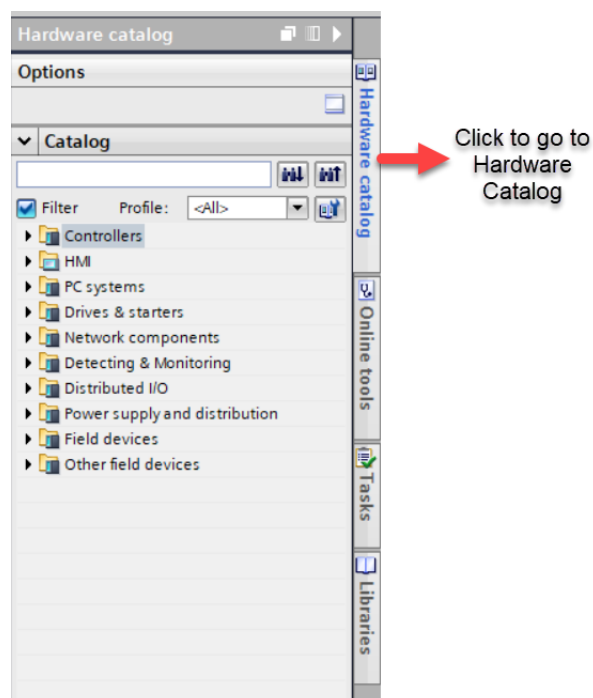 Hardware catalog
Options
Catalog
Filter Profile: <All>
Controllers
HMI
PC systems
Drives & starters
Network components
Detecting & Monitoring
Distributed I/O
Power supply and distribution
Field devices
Other field devices
Hardware catalog
Online tools
Tasks
Libraries
Click to go to
Hardware
Catalog